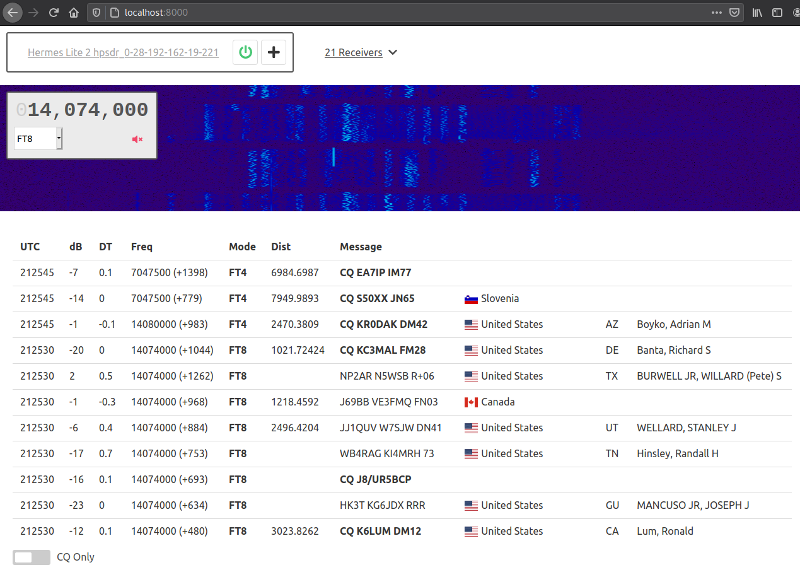 localhost:8000
Hermes Lite 2 hpsdr_0-28-192-162-19-221
21 Receivers
014,074,000
FT8
UTC dB DT Freq Mode Dist Message
212545 -7 0.1 7047500 (+1398) FT4 6984.6987 CQ EA7IP IM77
212545 -14 0 7047500 (+779) FT4 7949.9893 CQ S50XX JN65 Slovenia
212545 -1 -0.1 14080000 (+983) FT4 2470.3809 CQ KR0DAK DM42 United States AZ Boyko, Adrian M
212530 -20 0 14074000 (+1044) FT8 1021.72424 CQ KC3MAL FM28 United States DE Banta, Richard S
212530 2 0.5 14074000 (+1262) FT8 NP2AR N5WSB R+06 United States TX BURWELL JR, WILLARD (Pete) S
212530 -1 -0.3 14074000 (+968) FT8 1218.4592 J69BB VE3FMQ FN03 Canada
212530 -6 0.4 14074000 (+884) FT8 2496.4204 JJ1QUV W7SJW DN41 United States UT WELLARD, STANLEY J
212530 -17 0.7 14074000 (+753) FT8 WB4RAG KI4MRH 73 United States TN Hinsley, Randall H
212530 -16 0.1 14074000 (+693) FT8 CQ J8/UR5BCP
212530 -23 0 14074000 (+634) FT8 HK3T KG6JDX RRR United States GU MANCUSO JR, JOSEPH J
212530 -12 0.1 14074000 (+480) FT8 3023.8262 CQ K6LUM DM12 United States CA Lum, Ronald
CQ Only